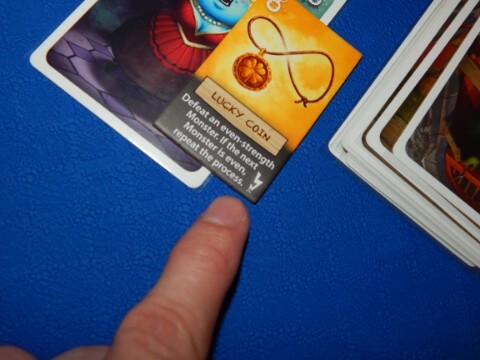 LUCKY COIN
Defeat an even-strength
Monster. If the next
Monster is even,
repeat the process.